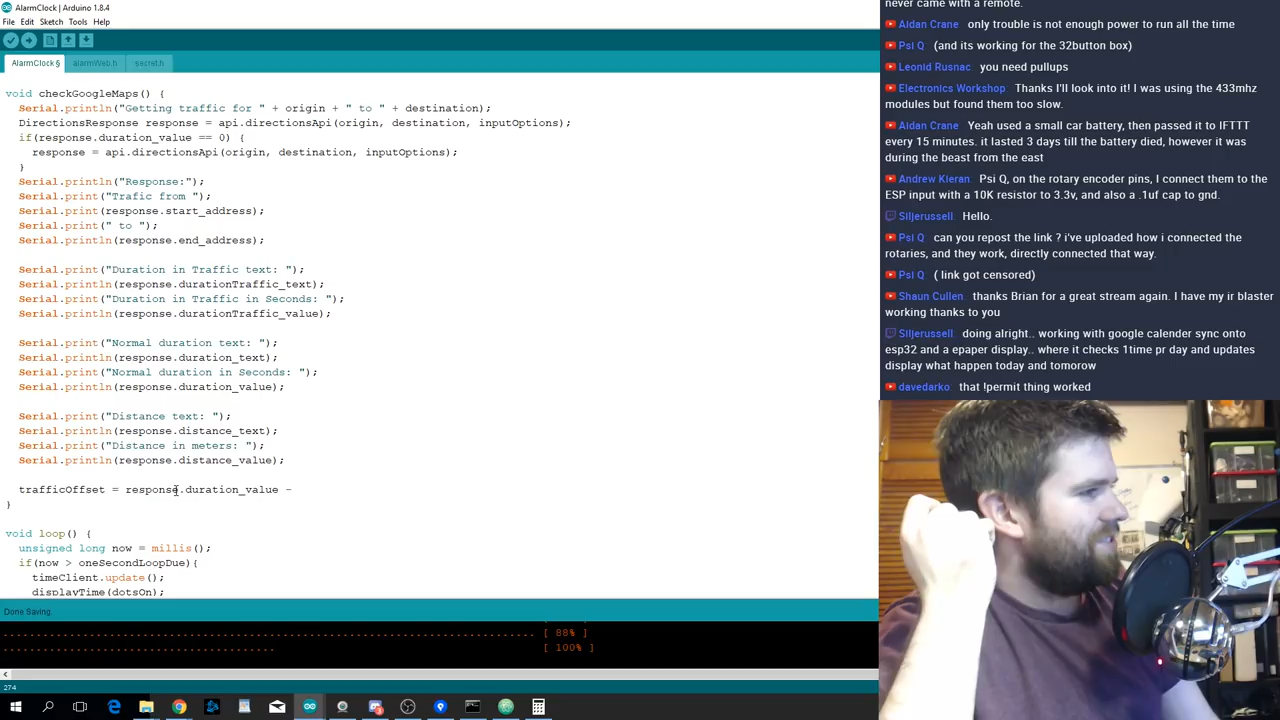 AlarmClock | Arduino 1.8.4
File Edit Sketch Tools Help
AlarmClock § alarmWeb.h secret.h
void checkGoogleMaps() {
Serial.println("Getting traffic for " + origin + " to " + destination);
DirectionsResponse response = api.directionsApi(origin, destination, inputOptions);
if(response.duration_value == 0) {
response = api.directionsApi(origin, destination, inputOptions);
}
Serial.println("Response:");
Serial.print("Trafic from ");
Serial.print(response.start_address);
Serial.print(" to ");
Serial.println(response.end_address);
Serial.print("Duration in Traffic text: ");
Serial.println(response.durationTraffic_text);
Serial.print("Duration in Traffic in Seconds: ");
Serial.println(response.durationTraffic_value);
Serial.print("Normal duration text: ");
Serial.println(response.duration_text);
Serial.print("Normal duration in Seconds: ");
Serial.println(response.duration_value);
Serial.print("Distance text: ");
Serial.println(response.distance_text);
Serial.print("Distance in meters: ");
Serial.println(response.distance_value);
trafficOffset = response.duration_value -
}
void loop() {
unsigned long now = millis();
if(now > oneSecondLoopDue){
timeClient.update();
displayTime(dotsOn);
Done Saving.
[ 88% ]
[ 100% ]
274
never came with a remote.
Aidan Crane only trouble is not enough power to run all the time
Psi Q (and its working for the 32button box)
Leonid Rusnac you need pullups
Electronics Workshop Thanks I'll look into it! I was using the 433mhz
modules but found them too slow.
Aidan Crane Yeah used a small car battery, then passed it to IFTTT
every 15 minutes. it lasted 3 days till the battery died, however it was
during the beast from the east
Andrew Kieran Psi Q, on the rotary encoder pins, I connect them to the
ESP input with a 10K resistor to 3.3v, and also a .1uf cap to gnd.
Siljerussell Hello.
Psi Q can you repost the link ? i've uploaded how i connected the
rotaries, and they work, directly connected that way.
Psi Q ( link got censored)
Shaun Cullen thanks Brian for a great stream again. I have my ir blaster
working thanks to you
Siljerussell doing alright.. working with google calender sync onto
esp32 and a epaper display.. where it checks 1time pr day and updates
display what happen today and tomorow
davedarko that !permit thing worked